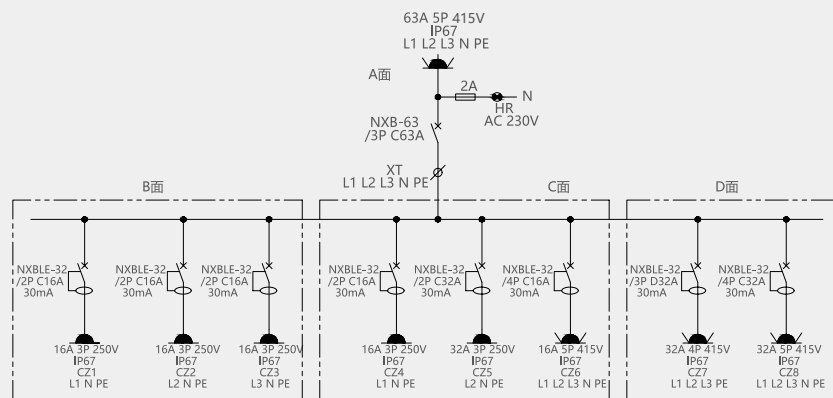 63A 5P 415V
IP67
L1 L2 L3 N PE
A面
2A
N
HR
AC 230V
NXB-63
/3P C63A
XT
L1 L2 L3 N PE
B面
C面
D面
NXBLE-32
/2P C16A
30mA
NXBLE-32
/2P C16A
30mA
NXBLE-32
/2P C16A
30mA
NXBLE-32
/2P C16A
30mA
NXBLE-32
/2P C32A
30mA
NXBLE-32
/4P C16A
30mA
NXBLE-32
/3P D32A
30mA
NXBLE-32
/4P C32A
30mA
16A 3P 250V
IP67
CZ1
L1 N PE
16A 3P 250V
IP67
CZ2
L2 N PE
16A 3P 250V
IP67
CZ3
L3 N PE
16A 3P 250V
IP67
CZ4
L1 N PE
32A 3P 250V
IP67
CZ5
L2 N PE
16A 5P 415V
IP67
CZ6
L1 L2 L3 N PE
32A 4P 415V
IP67
CZ7
L1 L2 L3 PE
32A 5P 415V
IP67
CZ8
L1 L2 L3 N PE